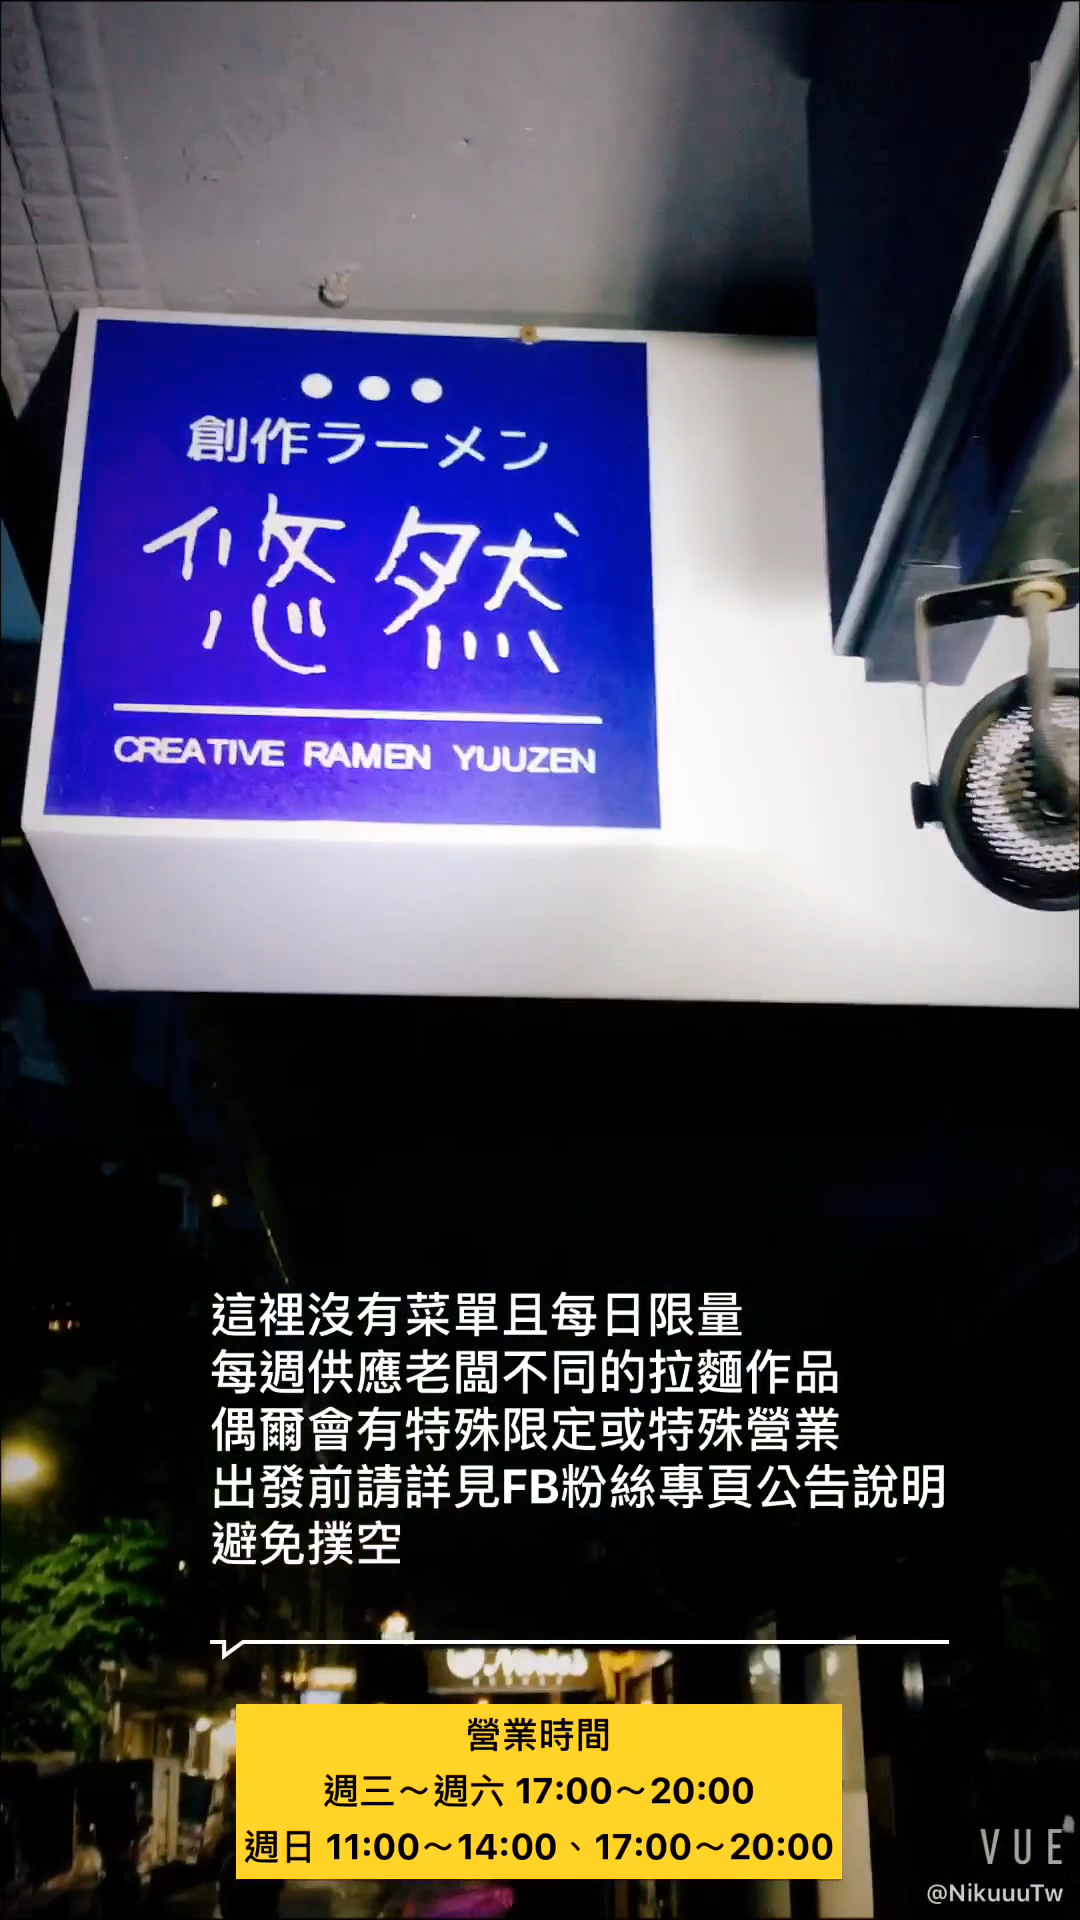 創作ラーメン
悠然
CREATIVE RAMEN YUUZEN
這裡沒有菜單且每日限量
每週供應老闆不同的拉麵作品
偶爾會有特殊限定或特殊營業
出發前請詳見FB粉絲專頁公告說明
避免撲空
營業時間
週三～週六 17:00～20:00
週日 11:00～14:00、17:00～20:00
VUE
@NikuuuTw